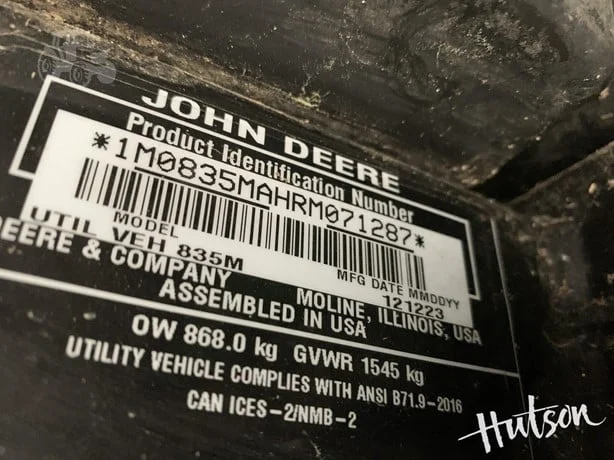 JOHN DEERE
Product Identification Number
*1M0835MAHRM071287*
MODEL
UTIL VEH 835M
MFG DATE MMDDYY
121223
DEERE & COMPANY
MOLINE, ILLINOIS, USA
ASSEMBLED IN USA
OW 868.0 kg GVWR 1545 kg
UTILITY VEHICLE COMPLIES WITH ANSI B71.9-2016
CAN ICES-2/NMB-2
Hutson